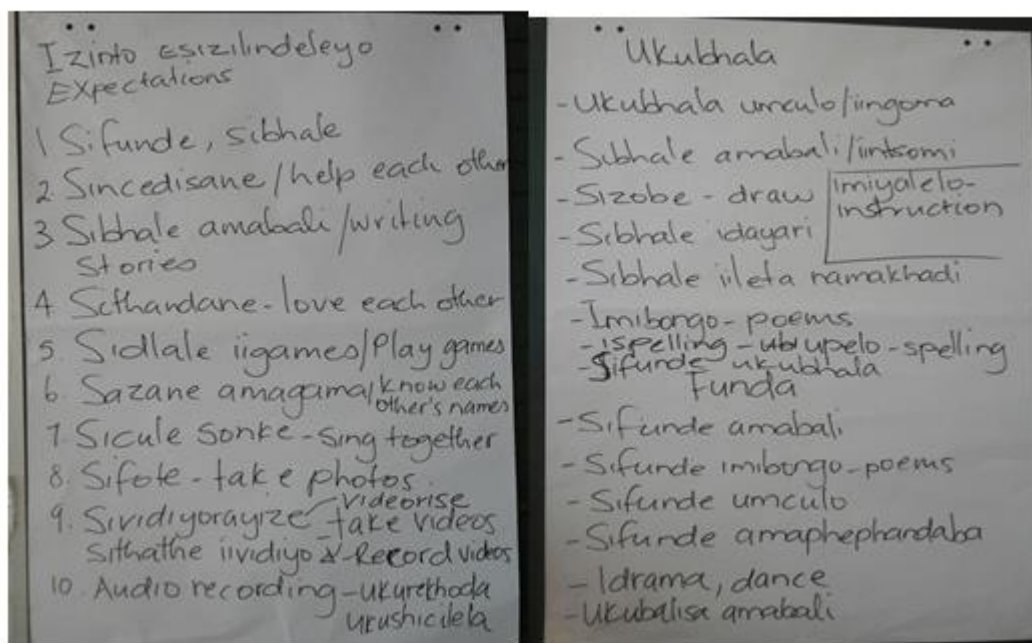 Izinto Esizilindeleyo
EXpectations
1 Sifunde, sibhale
2. Sincedisane/help each other
3 Sibhale amabali/writing
Stories
4 Sithandane-love each other
5. Sidlale iigames/Play games
6. Sazane amagama/know each
other's names
7. Sicule Sonke-Sing together
8. Sifote-take photos
videorise
9. Sividiyorayize-take videos
Sithathe iividiyo Record videos
10. Audio recording-ukurekhoda
ukushicilela
Ukubhala
-Ukubhala umculo/iingoma
-Sibhale amabali/iintsomi
-Sizobe-draw
imiyalelo-
instruction
-Sibhale idayari
-Sibhale iileta namakhadi
-Imibongo-poems
-ispelling-ubupelo-spelling
-Sifunde ukubhala
Funda
-Sifunde amabali
-Sifunde imibongo-poems
-Sifunde umculo
-Sifunde amaphephandaba
-Idrama, dance
-Ukubalisa amabali